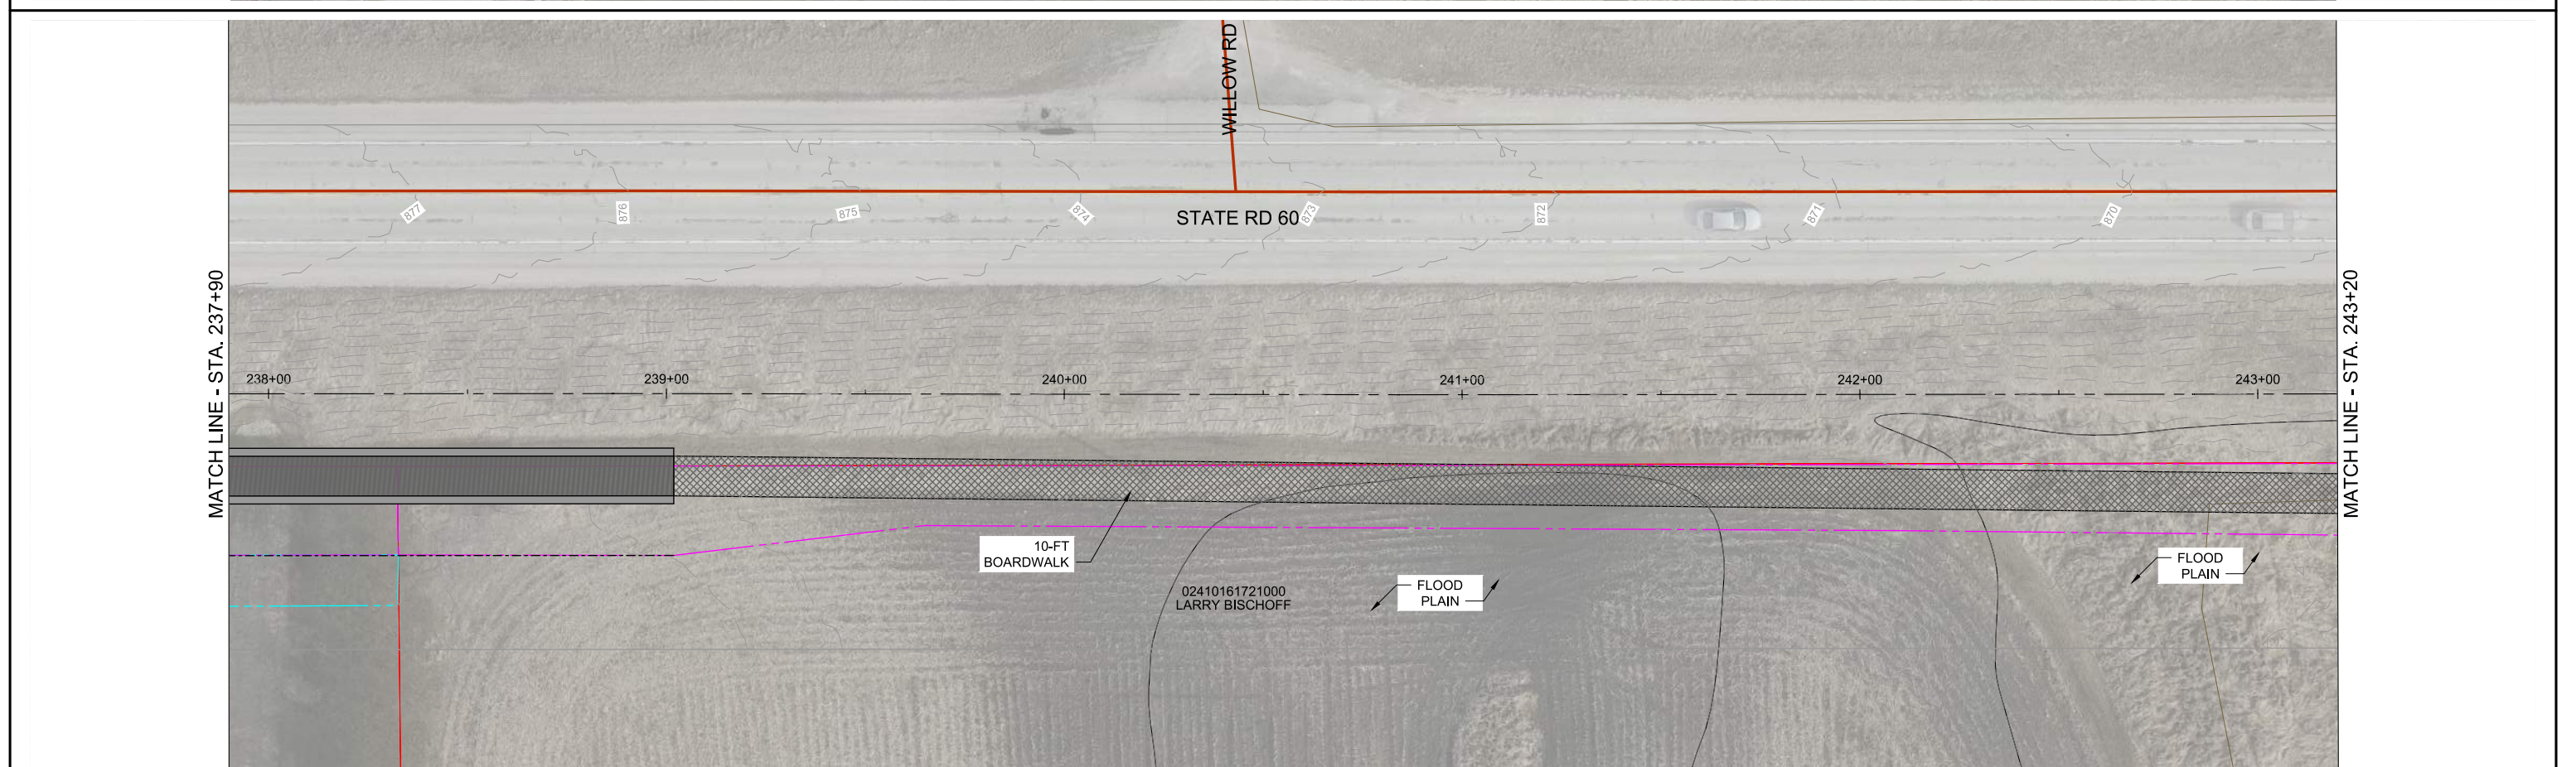 WILLOW RD
877
876
875
874
873
872
871
870
STATE RD 60
MATCH LINE - STA. 237+90
MATCH LINE - STA. 243+20
238+00
239+00
240+00
241+00
242+00
243+00
10-FT
BOARDWALK
02410161721000
LARRY BISCHOFF
FLOOD
PLAIN
FLOOD
PLAIN